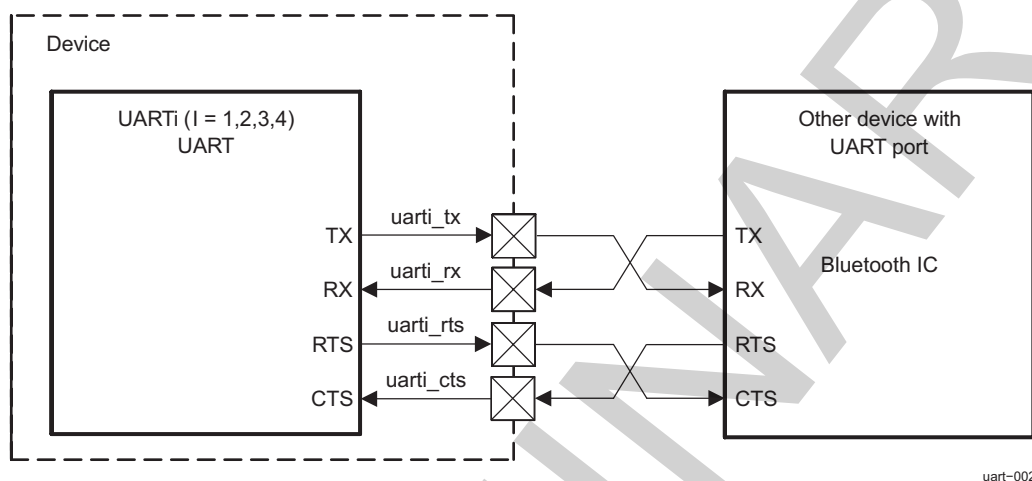 Device
UARTi (I = 1,2,3,4)
UART
Other device with
UART port
TX
uarti_tx
TX
Bluetooth IC
RX
uarti_rx
RX
RTS
uarti_rts
RTS
CTS
uarti_cts
CTS
uart−002